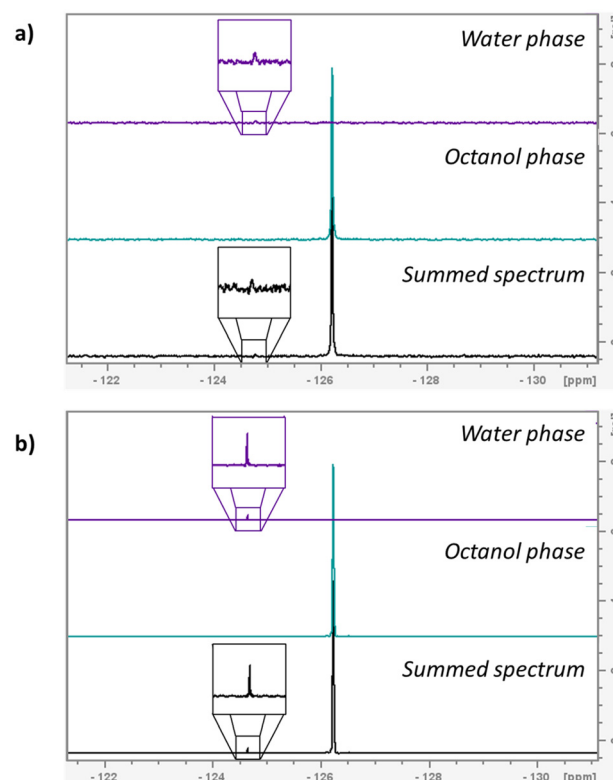 a)
Water phase
Octanol phase
Summed spectrum
- 122 - 124 - 126 - 128 - 130 [ppm]
b)
Water phase
Octanol phase
Summed spectrum
- 122 - 124 - 126 - 128 - 130 [ppm]